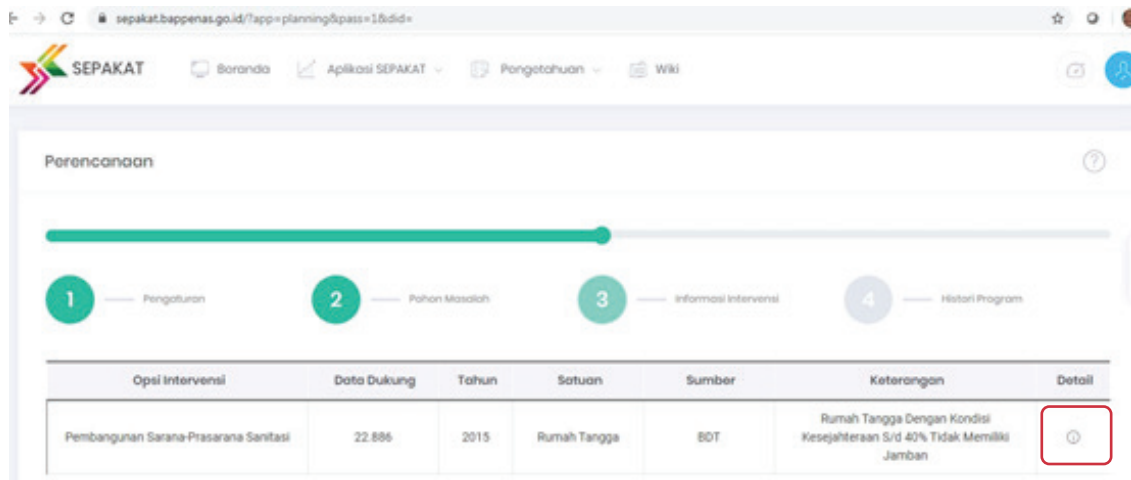 sepakat.bappenas.go.id/?app=planning&pass=1&did=
SEPAKAT Beranda Aplikasi SEPAKAT Pengetahuan Wiki
Perencanaan
1 Pengaturan 2 Pohon Masalah 3 Informasi Intervensi 4 Histori Program
Opsi Intervensi Data Dukung Tahun Satuan Sumber Keterangan Detail
Rumah Tangga Dengan Kondisi
Pembangunan Sarana-Prasarana Sanitasi 22.886 2015 Rumah Tangga BDT Kesejahteraan S/d 40% Tidak Memiliki
Jamban